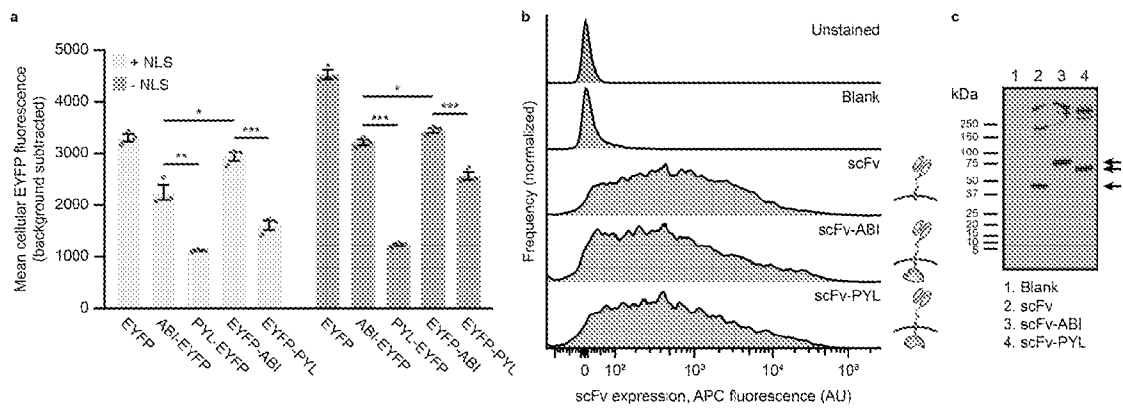 a
Mean cellular EYFP fluorescence
(background subtracted)
5000
4000
3000
2000
1000
0
+ NLS
- NLS
*
**
***
*
***
***
EYFP
ABI-EYFP
PYL-EYFP
EYFP-ABI
EYFP-PYL
EYFP
ABI-EYFP
PYL-EYFP
EYFP-ABI
EYFP-PYL
b
Frequency (normalized)
Unstained
Blank
scFv
scFv-ABI
scFv-PYL
0 10² 10³ 10⁴ 10⁵
scFv expression, APC fluorescence (AU)
c
1 2 3 4
kDa
250
150
100
75
50
37
25
20
15
10
5
1. Blank
2. scFv
3. scFv-ABI
4. scFv-PYL